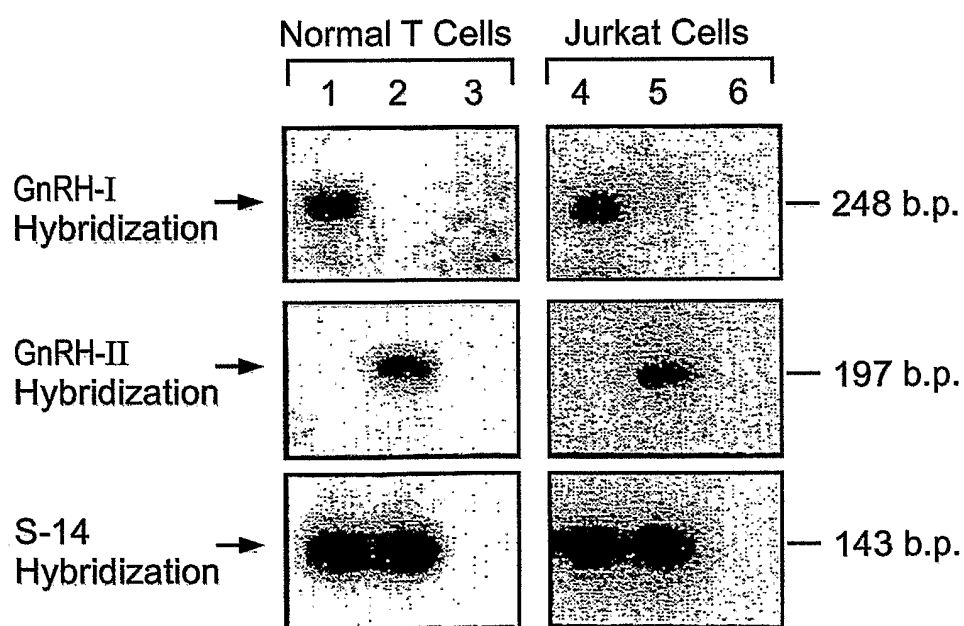 Normal T Cells
Jurkat Cells
1 2 3
4 5 6
GnRH-I
Hybridization
248 b.p.
GnRH-II
Hybridization
197 b.p.
S-14
Hybridization
143 b.p.